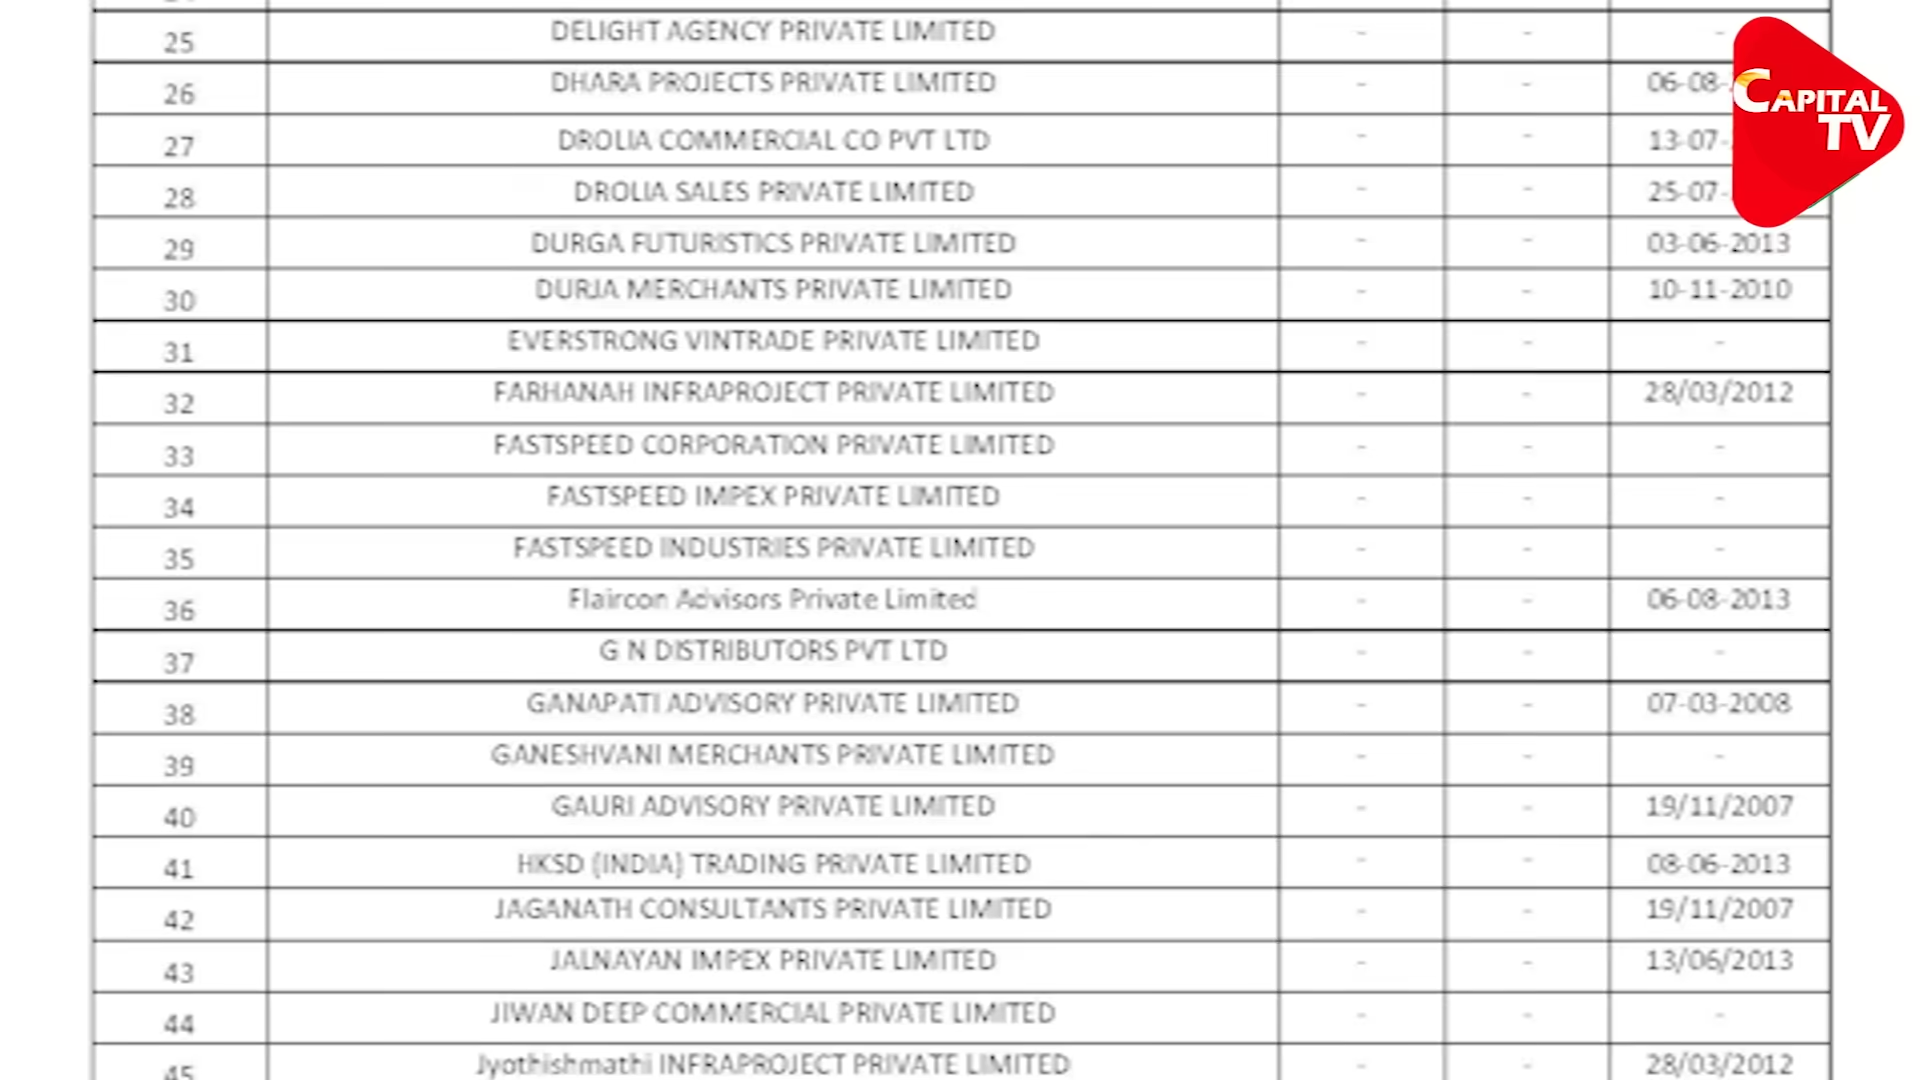 25 DELIGHT AGENCY PRIVATE LIMITED - - -
26 DHARA PROJECTS PRIVATE LIMITED - - 06-08-
27 DROLIA COMMERCIAL CO PVT LTD - - 13-07-
28 DROLIA SALES PRIVATE LIMITED - - 25-07-
29 DURGA FUTURISTICS PRIVATE LIMITED - - 03-06-2013
30 DURJA MERCHANTS PRIVATE LIMITED - - 10-11-2010
31 EVERSTRONG VINTRADE PRIVATE LIMITED - - -
32 FARHANAH INFRAPROJECT PRIVATE LIMITED - - 28/03/2012
33 FASTSPEED CORPORATION PRIVATE LIMITED - - -
34 FASTSPEED IMPEX PRIVATE LIMITED - - -
35 FASTSPEED INDUSTRIES PRIVATE LIMITED - - -
36 Flaircon Advisors Private Limited - - 06-08-2013
37 G N DISTRIBUTORS PVT LTD - - -
38 GANAPATI ADVISORY PRIVATE LIMITED - - 07-03-2008
39 GANESHVANI MERCHANTS PRIVATE LIMITED - - -
40 GAURI ADVISORY PRIVATE LIMITED - - 19/11/2007
41 HKSD (INDIA) TRADING PRIVATE LIMITED - - 08-06-2013
42 JAGANATH CONSULTANTS PRIVATE LIMITED - - 19/11/2007
43 JALNAYAN IMPEX PRIVATE LIMITED - - 13/06/2013
44 JIWAN DEEP COMMERCIAL PRIVATE LIMITED - - -
45 Jyothishmathi INFRAPROJECT PRIVATE LIMITED - - 28/03/2012
CAPITAL
TV